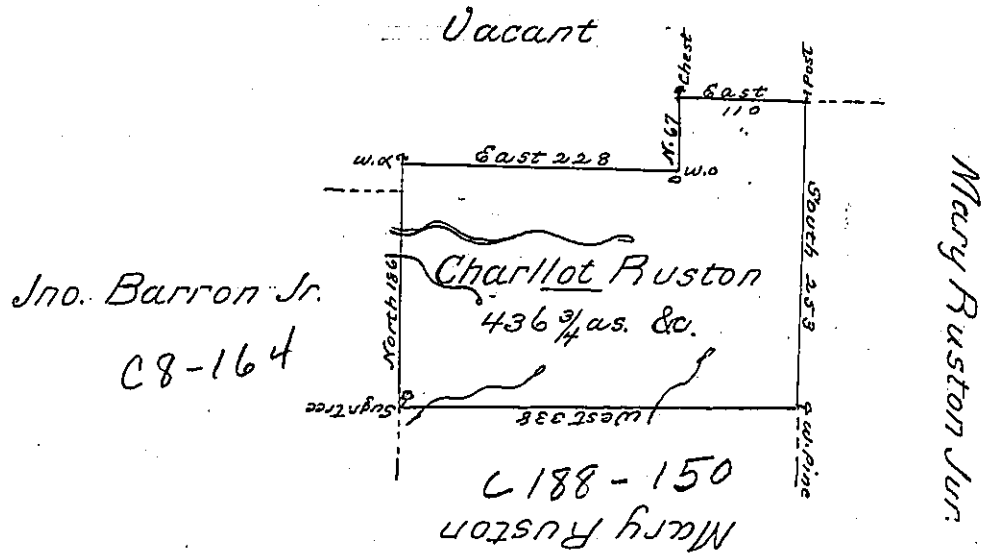 Vacant
Chest
Post
East
110
N. 67
W.O
East 228
W.O
South 253
Mary Ruston Jur.
Jno. Barron Jr.
C8-164
North 186
Charllot Ruston
436 3/4 as. &c.
Sugr Tree
West 338
W. Pine
C188-150
Mary Ruston